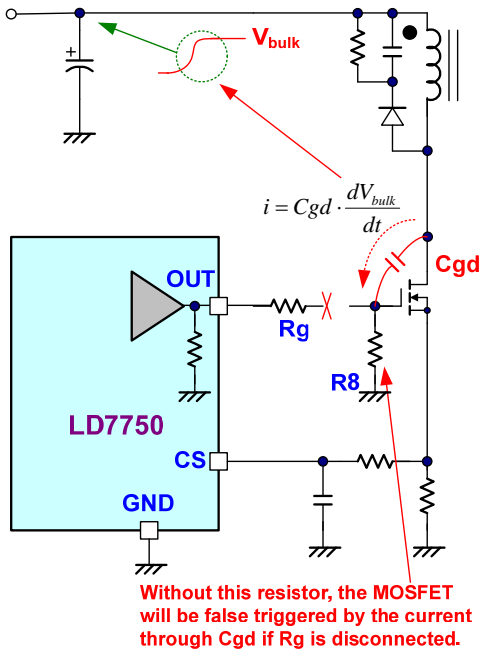 +
Vbulk
i = Cgd · dVbulk/dt
Cgd
OUT
Rg
R8
LD7750
CS
GND
Without this resistor, the MOSFET
will be false triggered by the current
through Cgd if Rg is disconnected.